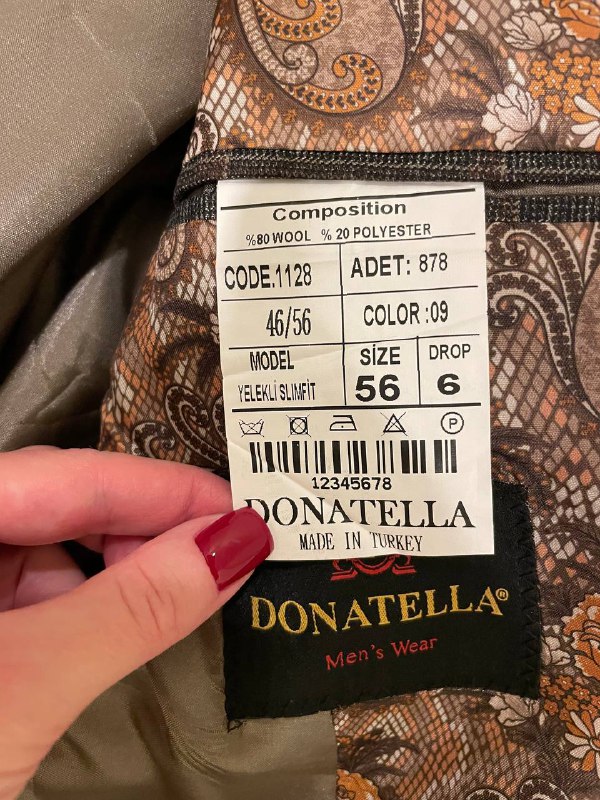 Composition
%80 WOOL % 20 POLYESTER
CODE.1128 ADET: 878
46/56 COLOR :09
MODEL SİZE DROP
YELEKLİ SLIMFİT 56 6
P
12345678
DONATELLA
MADE IN TURKEY
DONATELLA®
Men's Wear